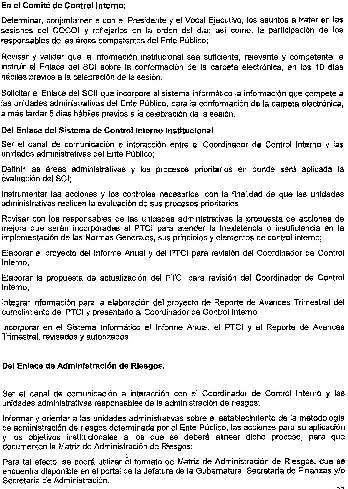 En el Comité de Control Interno:
Determinar, conjuntamente con el Presidente y el Vocal Ejecutivo, los asuntos a tratar en las
sesiones del COCOI y reflejarlos en la orden del día; así como, la participación de los
responsables de las áreas competentes del Ente Público;
Revisar y validar que la información institucional sea suficiente, relevante y competente, e
instruir al Enlace del SCII sobre la conformación de la carpeta electrónica, en los 10 días
hábiles previos a la celebración de la sesión.
Solicitar al Enlace del SCII que incorpore al sistema informático la información que compete a
las unidades administrativas del Ente Público, para la conformación de la carpeta electrónica,
a más tardar 5 días hábiles previos a la celebración de la sesión.
Del Enlace del Sistema de Control Interno Institucional
Ser el canal de comunicación e interacción entre el Coordinador de Control Interno y las
unidades administrativas del Ente Público;
Definir las áreas administrativas y los procesos prioritarios en donde será aplicada la
evaluación del SCI;
Instrumentar las acciones y los controles necesarios, con la finalidad de que las unidades
administrativas realicen la evaluación de sus procesos prioritarios;
Revisar con los responsables de las unidades administrativas la propuesta de acciones de
mejora que serán incorporadas al PTCI para atender la inexistencia o insuficiencia en la
implementación de las Normas Generales, sus principios y elementos de control interno;
Elaborar el proyecto del Informe Anual y del PTCI para revisión del Coordinador de Control
Interno;
Elaborar la propuesta de actualización del PTCI para revisión del Coordinador de Control
Interno;
Integrar información para la elaboración del proyecto de Reporte de Avances Trimestral del
cumplimiento del PTCI y presentarlo al Coordinador de Control Interno
Incorporar en el Sistema Informático el Informe Anual, el PTCI y el Reporte de Avances
Trimestral, revisados y autorizados.
Del Enlace de Administración de Riesgos.
Ser el canal de comunicación e interacción con el Coordinador de Control Interno y las
unidades administrativas responsables de la administración de riesgos;
Informar y orientar a las unidades administrativas sobre el establecimiento de la metodología
de administración de riesgos determinada por el Ente Público, las acciones para su aplicación
y los objetivos institucionales a los que se deberá alinear dicho proceso, para que
documenten la Matriz de Administración de Riesgos;
Para tal efecto, se podrá utilizar el formato de Matriz de Administración de Riesgos, que se
encuentra disponible en el portal de la Jefatura de la Gubernatura, Secretaría de Finanzas y/o
Secretaría de Administración.